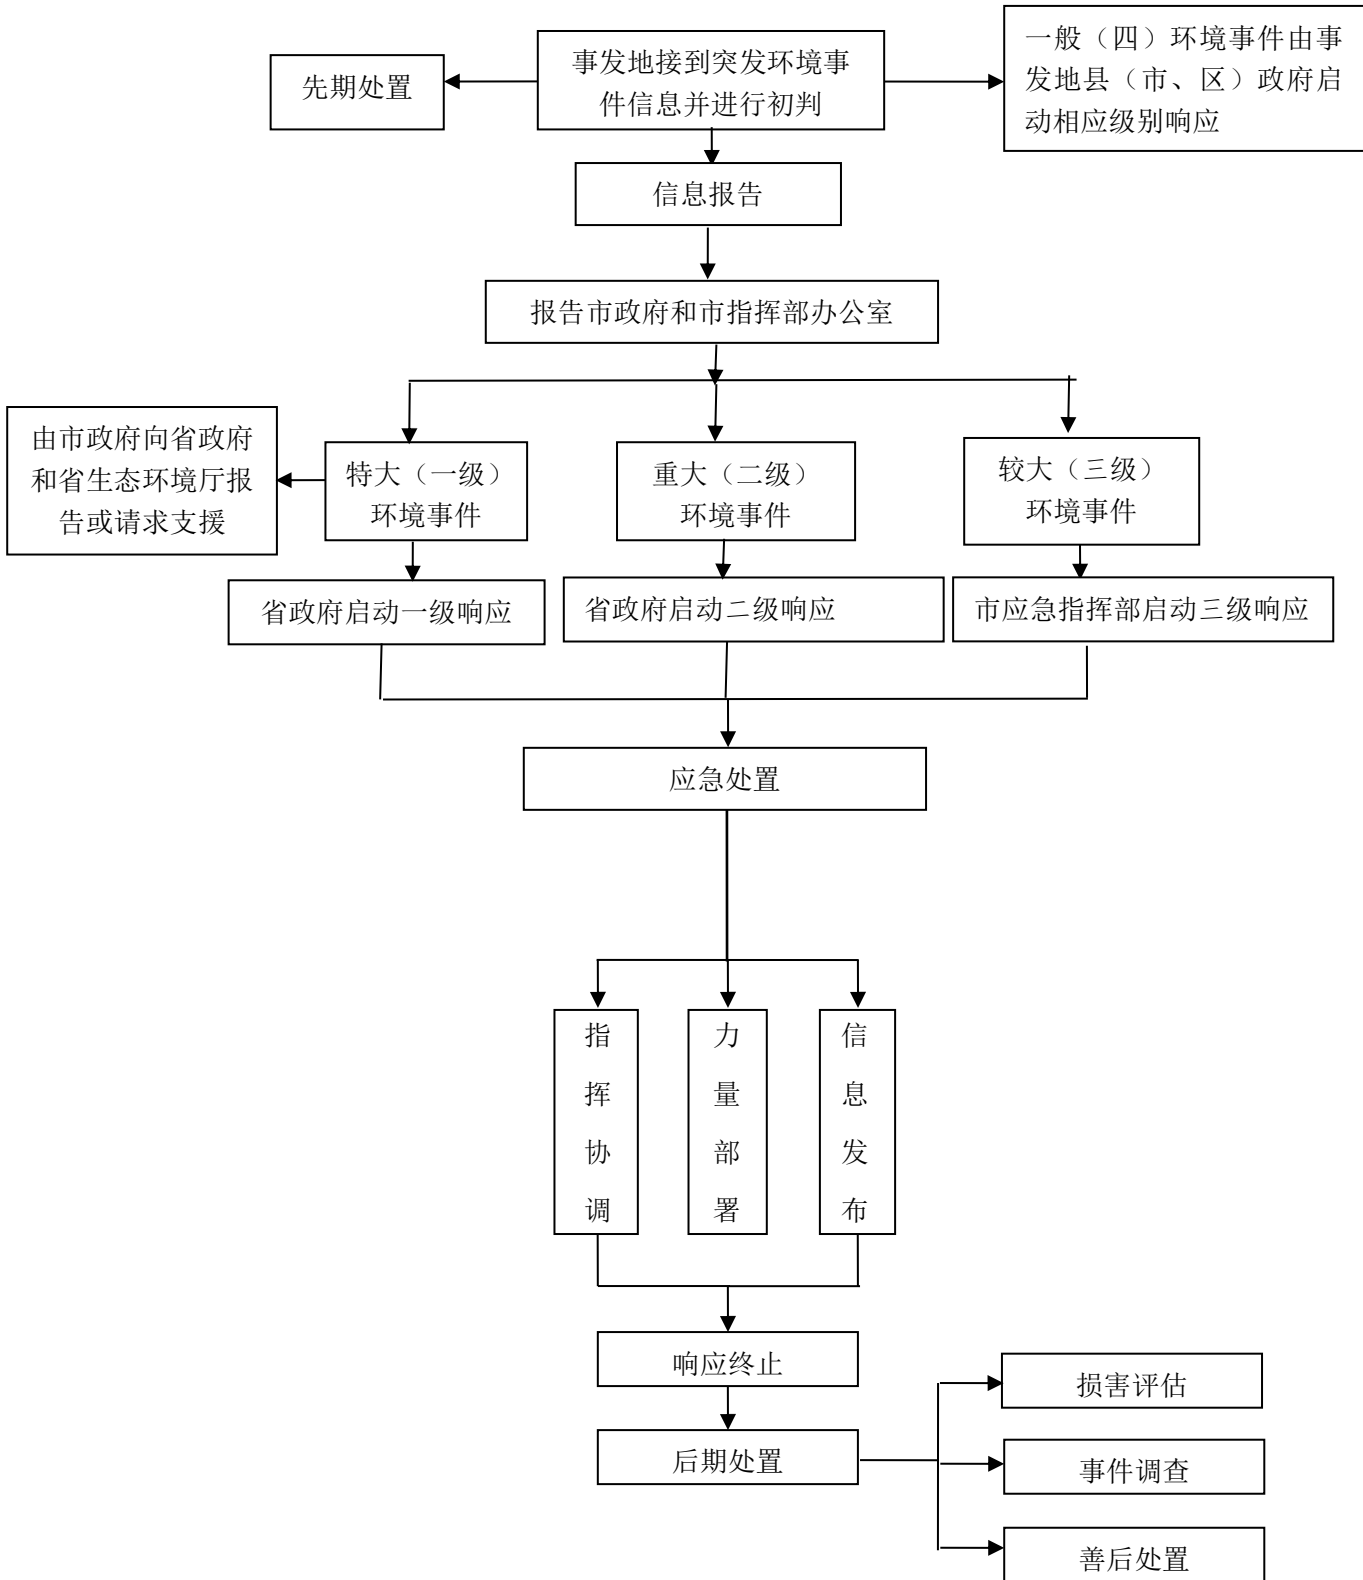 先期处置
事发地接到突发环境事
件信息并进行初判
一般（四）环境事件由事
发地县（市、区）政府启
动相应级别响应
信息报告
报告市政府和市指挥部办公室
由市政府向省政府
和省生态环境厅报
告或请求支援
特大（一级）
环境事件
重大（二级）
环境事件
较大（三级）
环境事件
省政府启动一级响应
省政府启动二级响应
市应急指挥部启动三级响应
应急处置
指挥协调
力量部署
信息发布
响应终止
后期处置
损害评估
事件调查
善后处置